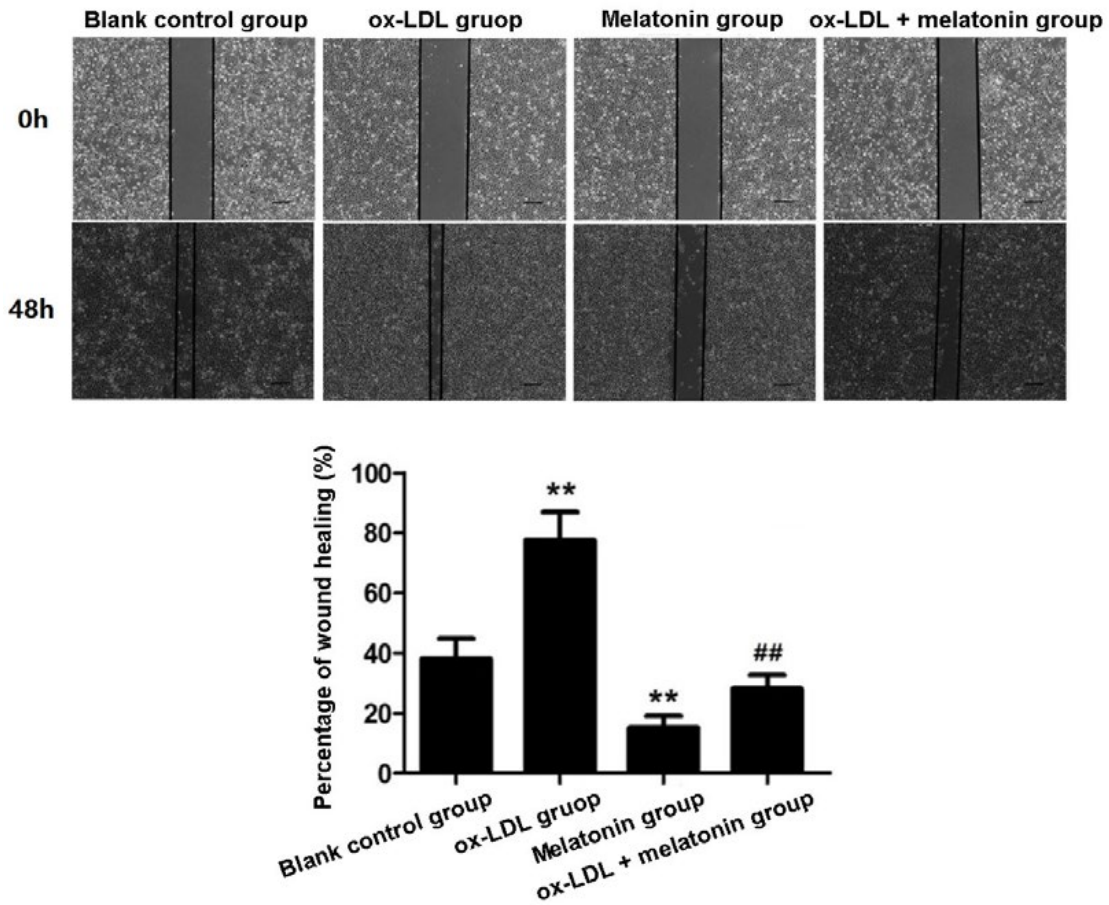 Blank control group
ox-LDL gruop
Melatonin group
ox-LDL + melatonin group
0h
48h
Percentage of wound healing (%)
100
80
60
40
20
0
**
**
##
Blank control group
ox-LDL gruop
Melatonin group
ox-LDL + melatonin group